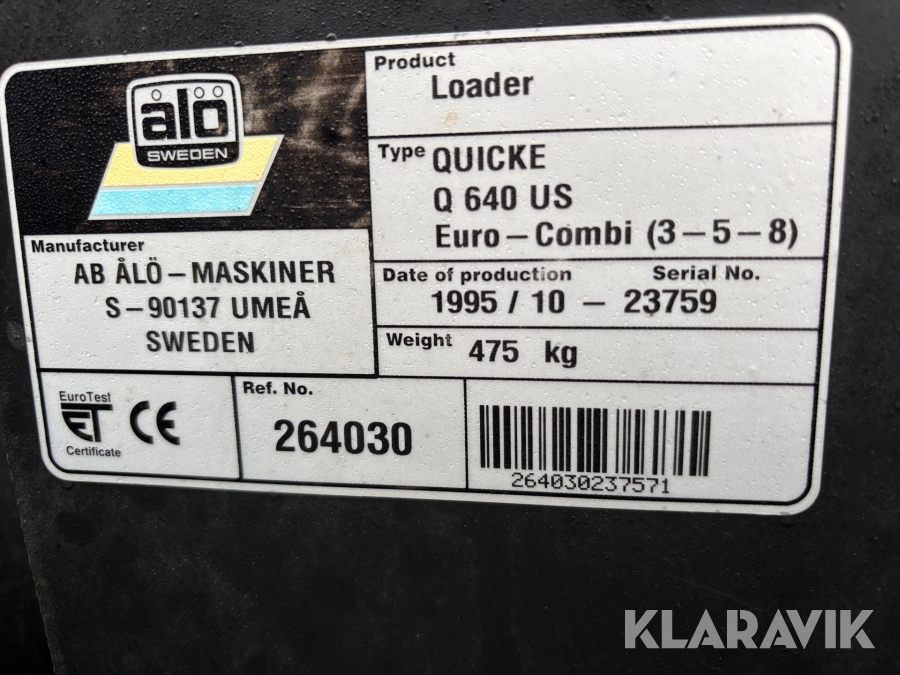 ålö
SWEDEN
Product
Loader
Type QUICKE
Q 640 US
Euro-Combi (3-5-8)
Manufacturer
AB ÅLÖ-MASKINER
S-90137 UMEÅ
SWEDEN
Date of production Serial No.
1995 / 10 - 23759
Weight 475 kg
EuroTest
ET CE
Certificate
Ref. No.
264030
264030237571
KLARAVIK